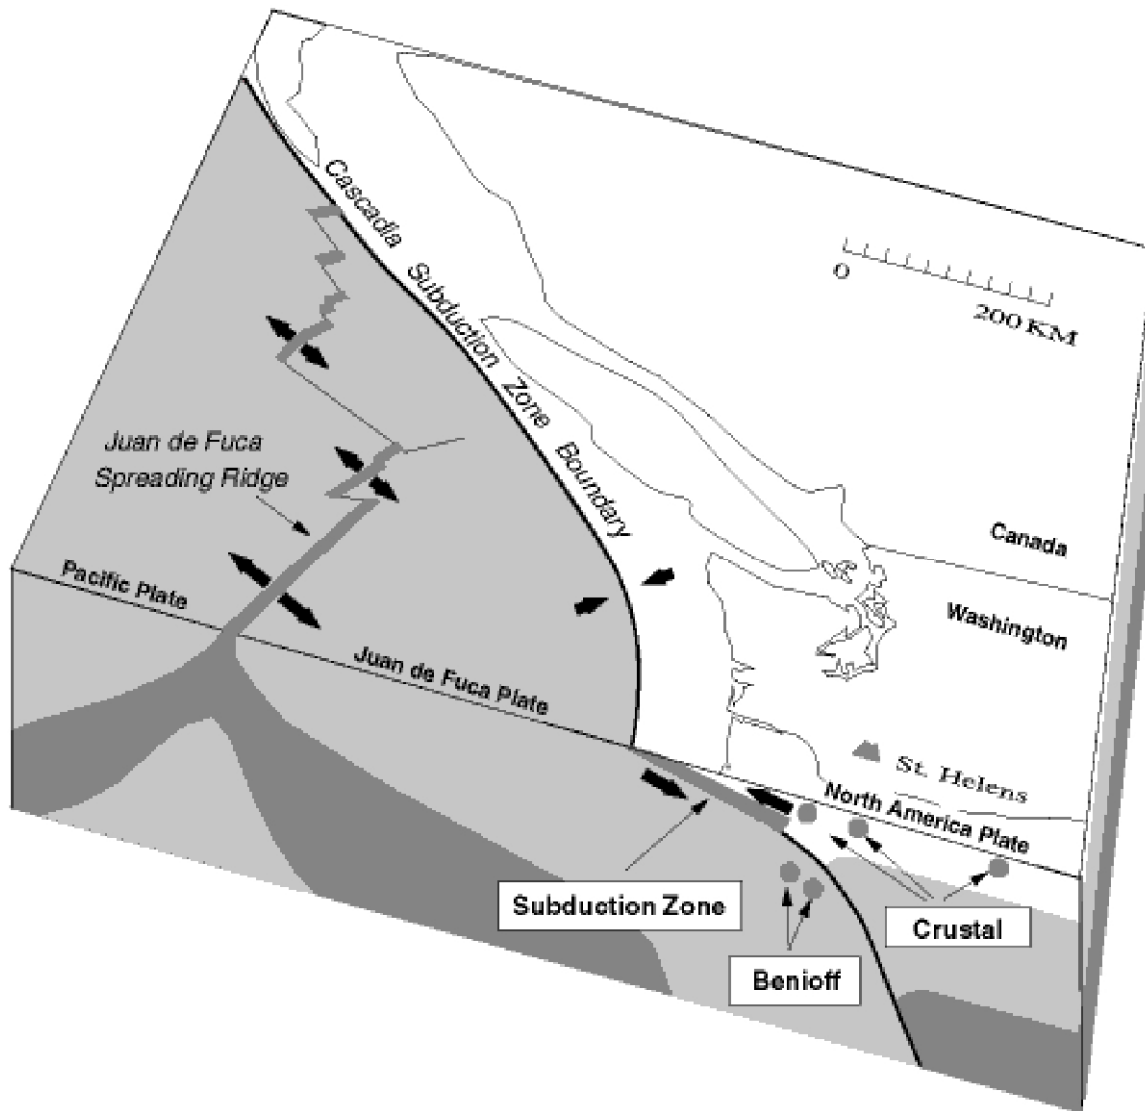 Cascadia Subduction Zone Boundary
0
200 KM
Juan de Fuca
Spreading Ridge
Canada
Washington
Pacific Plate
Juan de Fuca Plate
St. Helens
North America Plate
Subduction Zone
Crustal
Benioff